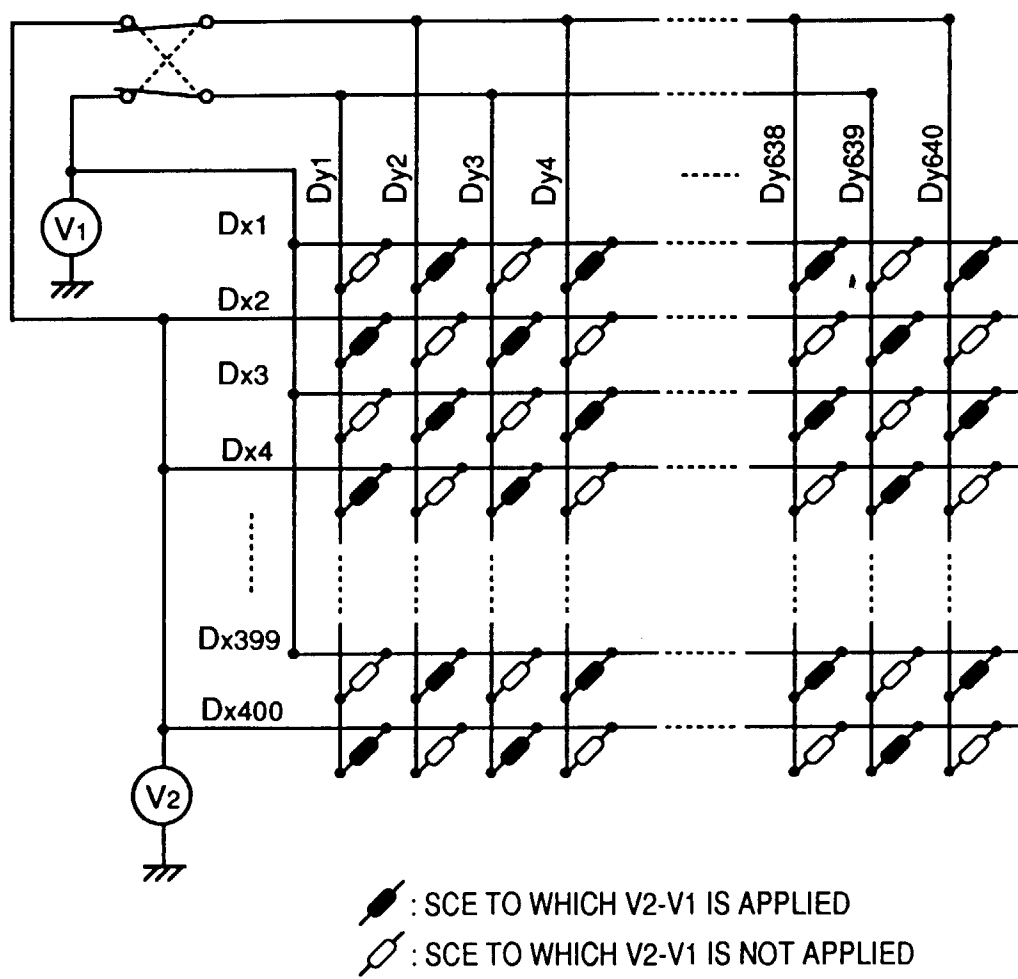 Dy1
Dy2
Dy3
Dy4
Dy638
Dy639
Dy640
V1
Dx1
Dx2
Dx3
Dx4
Dx399
Dx400
V2
: SCE TO WHICH V2-V1 IS APPLIED
: SCE TO WHICH V2-V1 IS NOT APPLIED